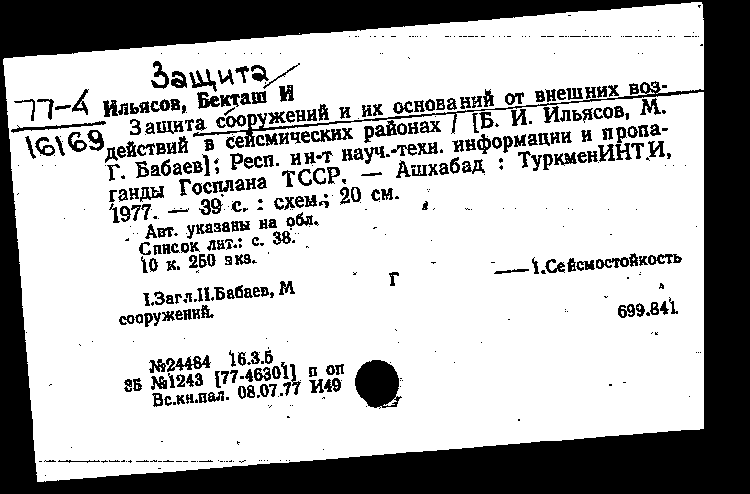 Защита
77-4
16169
Ильясов, Бекташ И
Защита сооружений и их оснований от внешних воз-
действий в сейсмических районах / [Б. И. Ильясов, М.
Г. Бабаев]; Респ. ин-т науч.-техн. информации и пропа-
ганды Госплана ТССР. — Ашхабад : ТуркменИНТИ,
1977. — 39 с. : схем.; 20 см.
Авт. указаны на обл.
Список лит.: с. 38.
10 к. 250 экз.
I.Загл.II.Бабаев, М Г — 1.Сейсмостойкость
сооружений.
699.841
№24484 16.3.5
ЗБ №1243 [77-46301] п оп
Вс.кн.пал. 08.07.77 И49